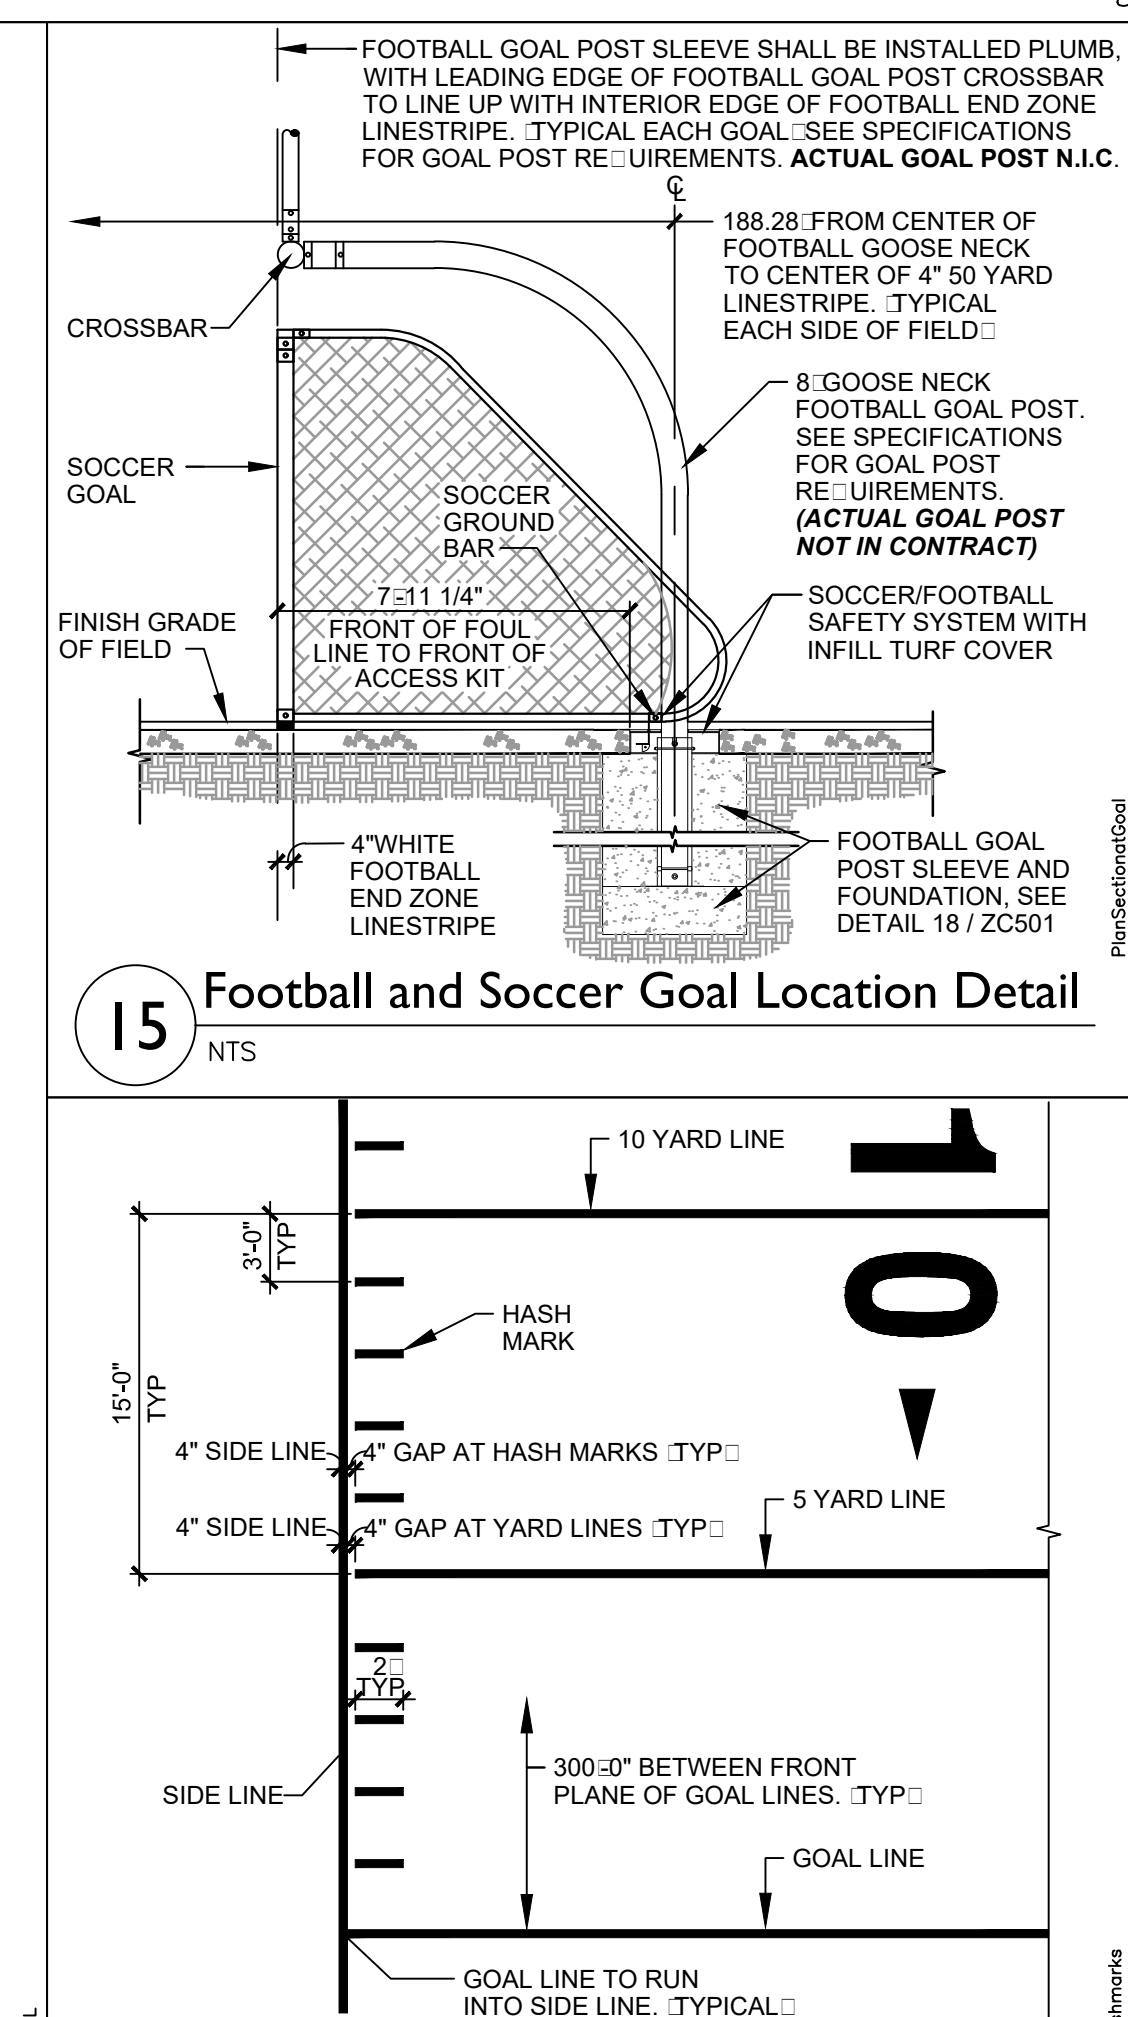 FOOTBALL GOAL POST SLEEVE SHALL BE INSTALLED PLUMB,
WITH LEADING EDGE OF FOOTBALL GOAL POST CROSSBAR
TO LINE UP WITH INTERIOR EDGE OF FOOTBALL END ZONE
LINESTRIPE. □TYPICAL EACH GOAL□SEE SPECIFICATIONS
FOR GOAL POST RE□UIREMENTS. ACTUAL GOAL POST N.I.C.
℄
188.28□FROM CENTER OF
FOOTBALL GOOSE NECK
TO CENTER OF 4" 50 YARD
LINESTRIPE. □TYPICAL
EACH SIDE OF FIELD□
CROSSBAR
8□GOOSE NECK
FOOTBALL GOAL POST.
SEE SPECIFICATIONS
FOR GOAL POST
RE□UIREMENTS.
(ACTUAL GOAL POST
NOT IN CONTRACT)
SOCCER
GOAL
SOCCER
GROUND
BAR
7□-11 1/4"
FRONT OF FOUL
LINE TO FRONT OF
ACCESS KIT
SOCCER/FOOTBALL
SAFETY SYSTEM WITH
INFILL TURF COVER
FINISH GRADE
OF FIELD
4"WHITE
FOOTBALL
END ZONE
LINESTRIPE
FOOTBALL GOAL
POST SLEEVE AND
FOUNDATION, SEE
DETAIL 18 / ZC501
PlanSectionatGoal
15
Football and Soccer Goal Location Detail
NTS
10 YARD LINE
1
0
3'-0"
TYP
HASH
MARK
15'-0"
TYP
4" SIDE LINE
4" GAP AT HASH MARKS □TYP□
5 YARD LINE
4" SIDE LINE
4" GAP AT YARD LINES □TYP□
2□
TYP
300□-0" BETWEEN FRONT
PLANE OF GOAL LINES. □TYP□
SIDE LINE
GOAL LINE
GOAL LINE TO RUN
INTO SIDE LINE. □TYPICAL□
hmarks
L